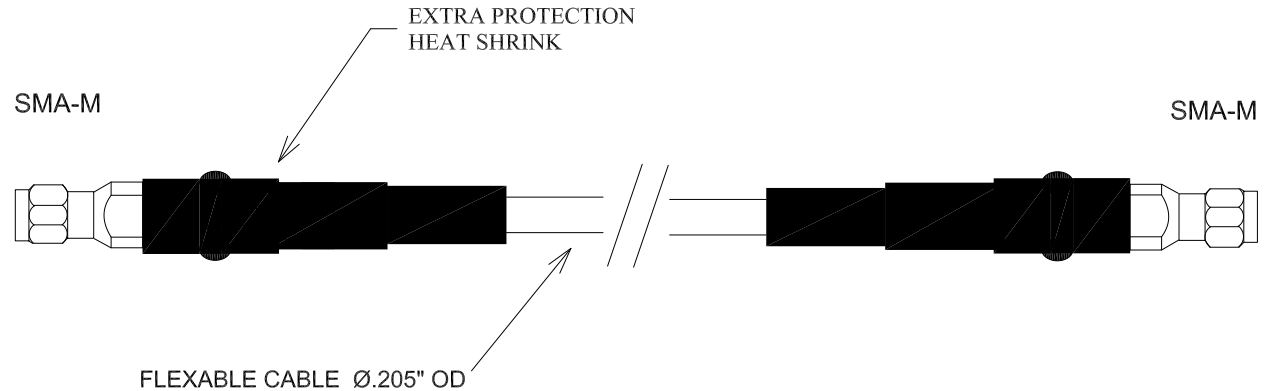 EXTRA PROTECTION
HEAT SHRINK
SMA-M
SMA-M
FLEXABLE CABLE Ø.205" OD